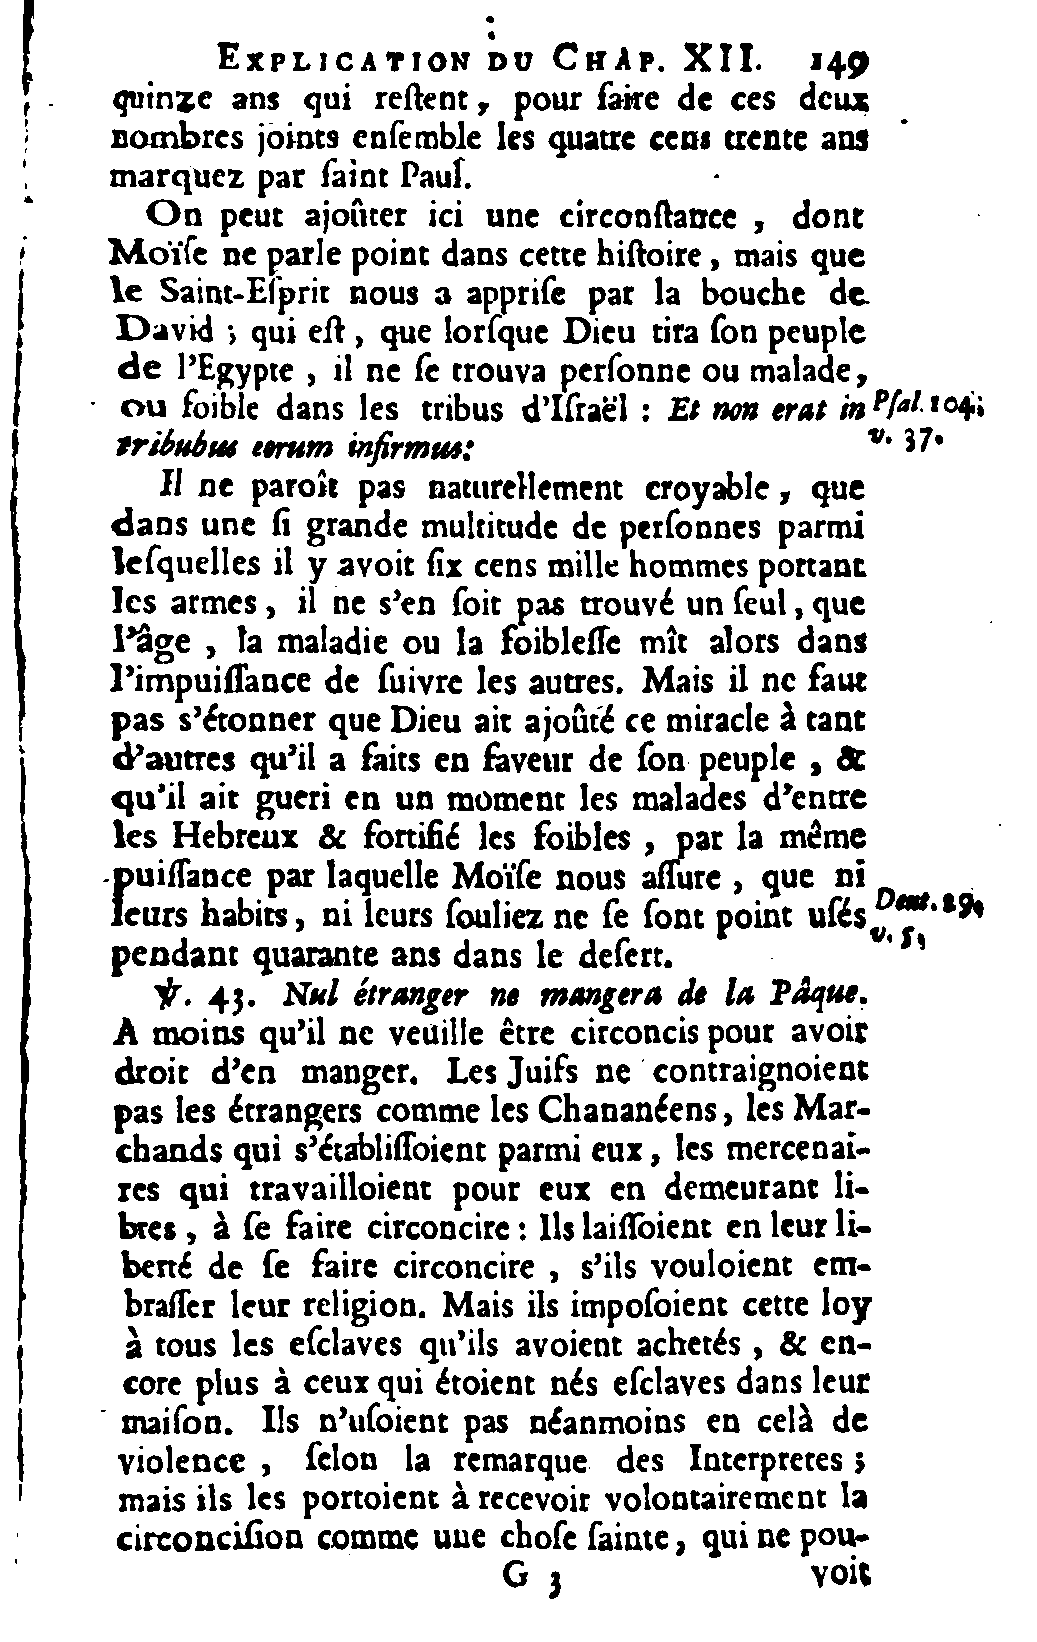 EXPLICATION DU CHAP. XII. 149
quinze ans qui reſtent, pour faire de ces deux
nombres joints enſemble les quatre cens trente ans
marquez par ſaint Paul.
On peut ajoûter ici une circonſtance, dont
Moïſe ne parle point dans cette hiſtoire, mais que
le Saint-Eſprit nous a appriſe par la bouche de
David; qui eſt, que lorſque Dieu tira ſon peuple
de l'Egypte, il ne ſe trouva perſonne ou malade,
ou foible dans les tribus d'Iſraël: Et non erat in Pſal. 104.
tribubus eorum infirmus: v. 37.
Il ne paroît pas naturellement croyable, que
dans une ſi grande multitude de perſonnes parmi
leſquelles il y avoit ſix cens mille hommes portant
les armes, il ne s'en ſoit pas trouvé un ſeul, que
l'âge, la maladie ou la foibleſſe mît alors dans
l'impuiſſance de ſuivre les autres. Mais il ne faut
pas s'étonner que Dieu ait ajoûté ce miracle à tant
d'autres qu'il a faits en faveur de ſon peuple, &
qu'il ait gueri en un moment les malades d'entre
les Hebreux & fortifié les foibles, par la même
puiſſance par laquelle Moïſe nous aſſure, que ni
leurs habits, ni leurs ſouliez ne ſe ſont point uſés Deut. 29.
pendant quarante ans dans le deſert. v. 5.
℣. 43. Nul étranger ne mangera de la Pâque.
A moins qu'il ne veuille être circoncis pour avoir
droit d'en manger. Les Juifs ne contraignoient
pas les étrangers comme les Chananéens, les Mar-
chands qui s'établiſſoient parmi eux, les mercenai-
res qui travailloient pour eux en demeurant li-
bres, à ſe faire circoncire: Ils laiſſoient en leur li-
berté de ſe faire circoncire, s'ils vouloient em-
braſſer leur religion. Mais ils impoſoient cette loy
à tous les eſclaves qu'ils avoient achetés, & en-
core plus à ceux qui étoient nés eſclaves dans leur
maiſon. Ils n'uſoient pas néanmoins en celà de
violence, ſelon la remarque des Interpretes;
mais ils les portoient à recevoir volontairement la
circonciſion comme une choſe ſainte, qui ne pou-
G 3 voit